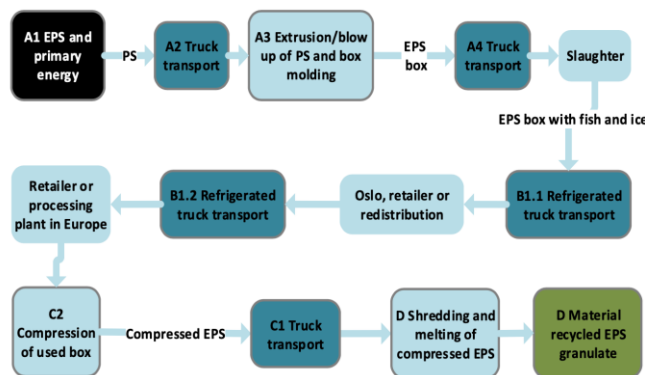 A1 EPS and
primary
energy
PS
A2 Truck
transport
A3 Extrusion/blow
up of PS and box
molding
EPS
box
A4 Truck
transport
Slaughter
EPS box with fish and ice
Retailer or
processing
plant in Europe
B1.2 Refrigerated
truck transport
Oslo, retailer or
redistribution
B1.1 Refrigerated
truck transport
C2
Compression
of used box
Compressed EPS
C1 Truck
transport
D Shredding and
melting of
compressed EPS
D Material
recycled EPS
granulate